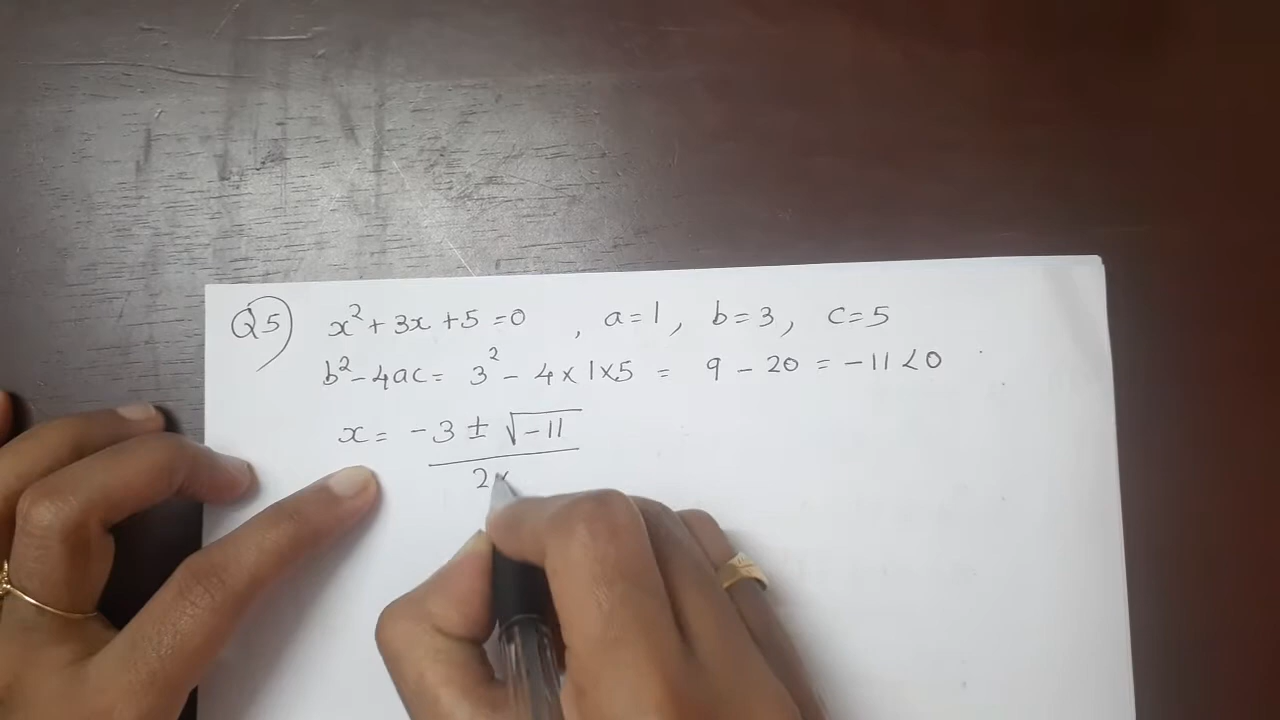 Q5) x² + 3x + 5 = 0 , a = 1, b = 3, c = 5
b² - 4ac = 3² - 4 × 1 × 5 = 9 - 20 = -11 < 0
x = -3 ± √-11
2×